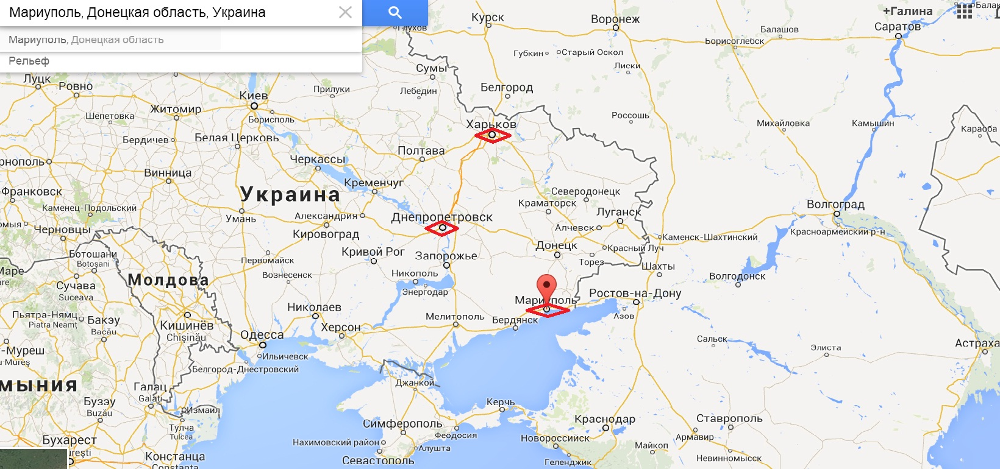 Мариуполь, Донецкая область, Украина
Мариуполь, Донецкая область
Рельеф
+Галина
Глухов
Курск
Воронеж
Балашов
Саратов
Борисоглебск
Губкин
Старый Оскол
Лиски
Сумы
Луцк
Ровно
Киев
Прилуки
Лебедин
Белгород
Житомир
Шепетовка
Борисполь
Россошь
Михайловка
Камышин
Караоба
Харьков
Бердичев
Белая Церковь
Полтава
Черкассы
рнополь
Винница
Кременчуг
Украина
-Франковск
Северодонецк
Краматорск
Волгоград
Каменец-Подольский
Умань
Александрия
Днепропетровск
Луганск
Алчевск
Черновцы
Кировоград
Каменск-Шахтинский
Красноармейский р-н
Ботошани
Botoșani
Первомайск
Кривой Рог
Запорожье
Донецк
Красный Луч
Торез
Шахты
Маре
Молдова
Вознесенск
Никополь
Энергодар
Волгодонск
Сучава
Suceava
Мариуполь
Ростов-на-Дону
Николаев
Пьятра-Нямц
Piatra Neamț
Бакэу
Bacău
Кишинёв
Chișinău
Херсон
Мелитополь
Бердянск
Азов
Одесса
Сальск
Элиста
Астраха
-Муреш
Ильичевск
Белгород-Днестровский
мыния
Галац
Galați
Джанкой
Бузэу
Buzău
Измаил
Керчь
Тулча
Tulcea
Симферополь
Феодосия
Краснодар
Ставрополь
Армавир
Бухарест
Нахимовский район
Алушта
Новороссийск
Майкоп
Невинномысск
Констанца
Constanța
Севастополь
Геленджик